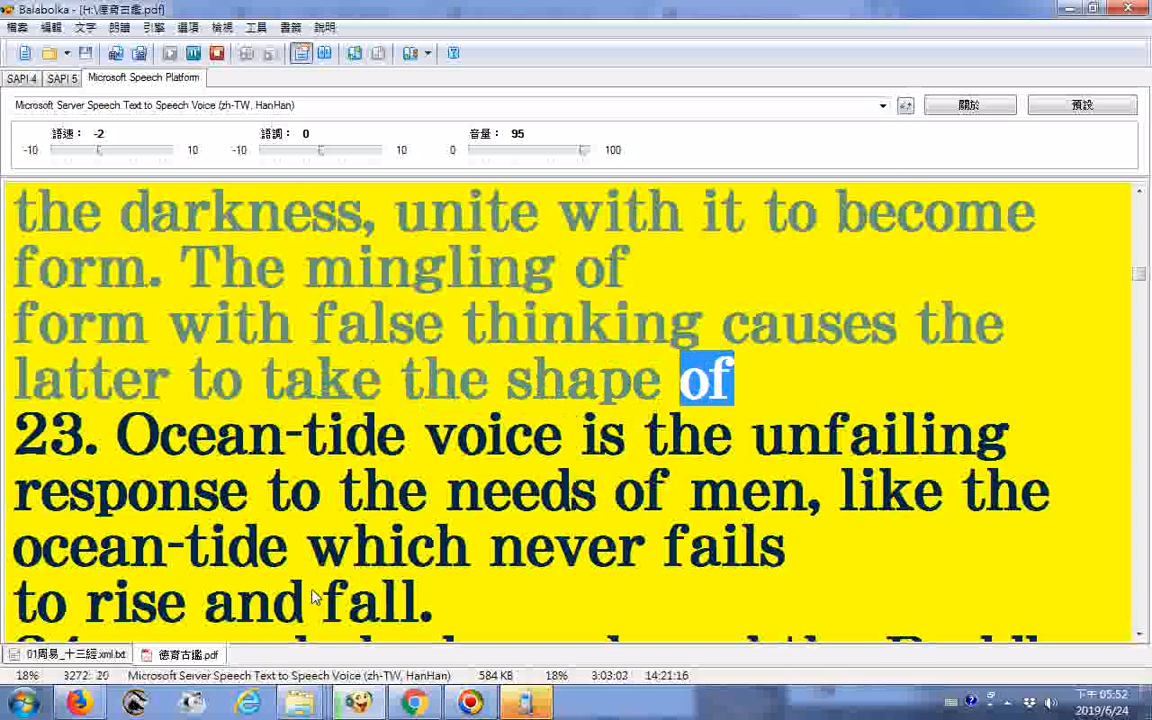 Balabolka - [H:\德育古鑑.pdf]
檔案 編輯 文字 朗讀 引擎 選項 檢視 工具 書籤 說明
SAPI 4 SAPI 5 Microsoft Speech Platform
Microsoft Server Speech Text to Speech Voice (zh-TW, HanHan) 關於 預設
語速： -2 語調： 0 音量： 95
-10 10 -10 10 0 100
the darkness, unite with it to become
form. The mingling of
form with false thinking causes the
latter to take the shape of
23. Ocean-tide voice is the unfailing
response to the needs of men, like the
ocean-tide which never fails
to rise and fall.
01周易_十三經.xml.txt 德育古鑑.pdf
18% 3272: 20 Microsoft Server Speech Text to Speech Voice (zh-TW, HanHan) 584 KB 18% 3:03:03 14:21:16
下午 05:52
2019/6/24